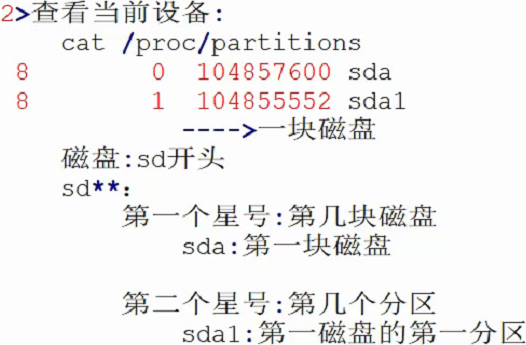 2>查看当前设备:
cat /proc/partitions
8 0 104857600 sda
8 1 104855552 sda1
---->一块磁盘
磁盘:sd开头
sd**:
第一个星号:第几块磁盘
sda:第一块磁盘
第二个星号:第几个分区
sda1:第一磁盘的第一分区